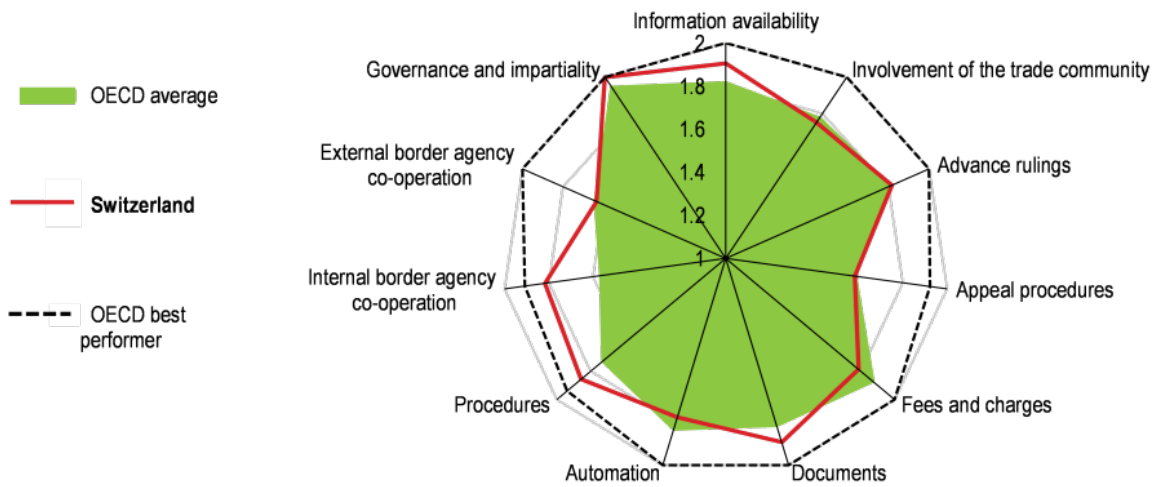 Information availability
2
Governance and impartiality
Involvement of the trade community
OECD average
1.8
1.6
External border agency
co-operation
Advance rulings
1.4
Switzerland
1.2
1
Internal border agency
co-operation
Appeal procedures
OECD best
performer
Procedures
Fees and charges
Automation
Documents